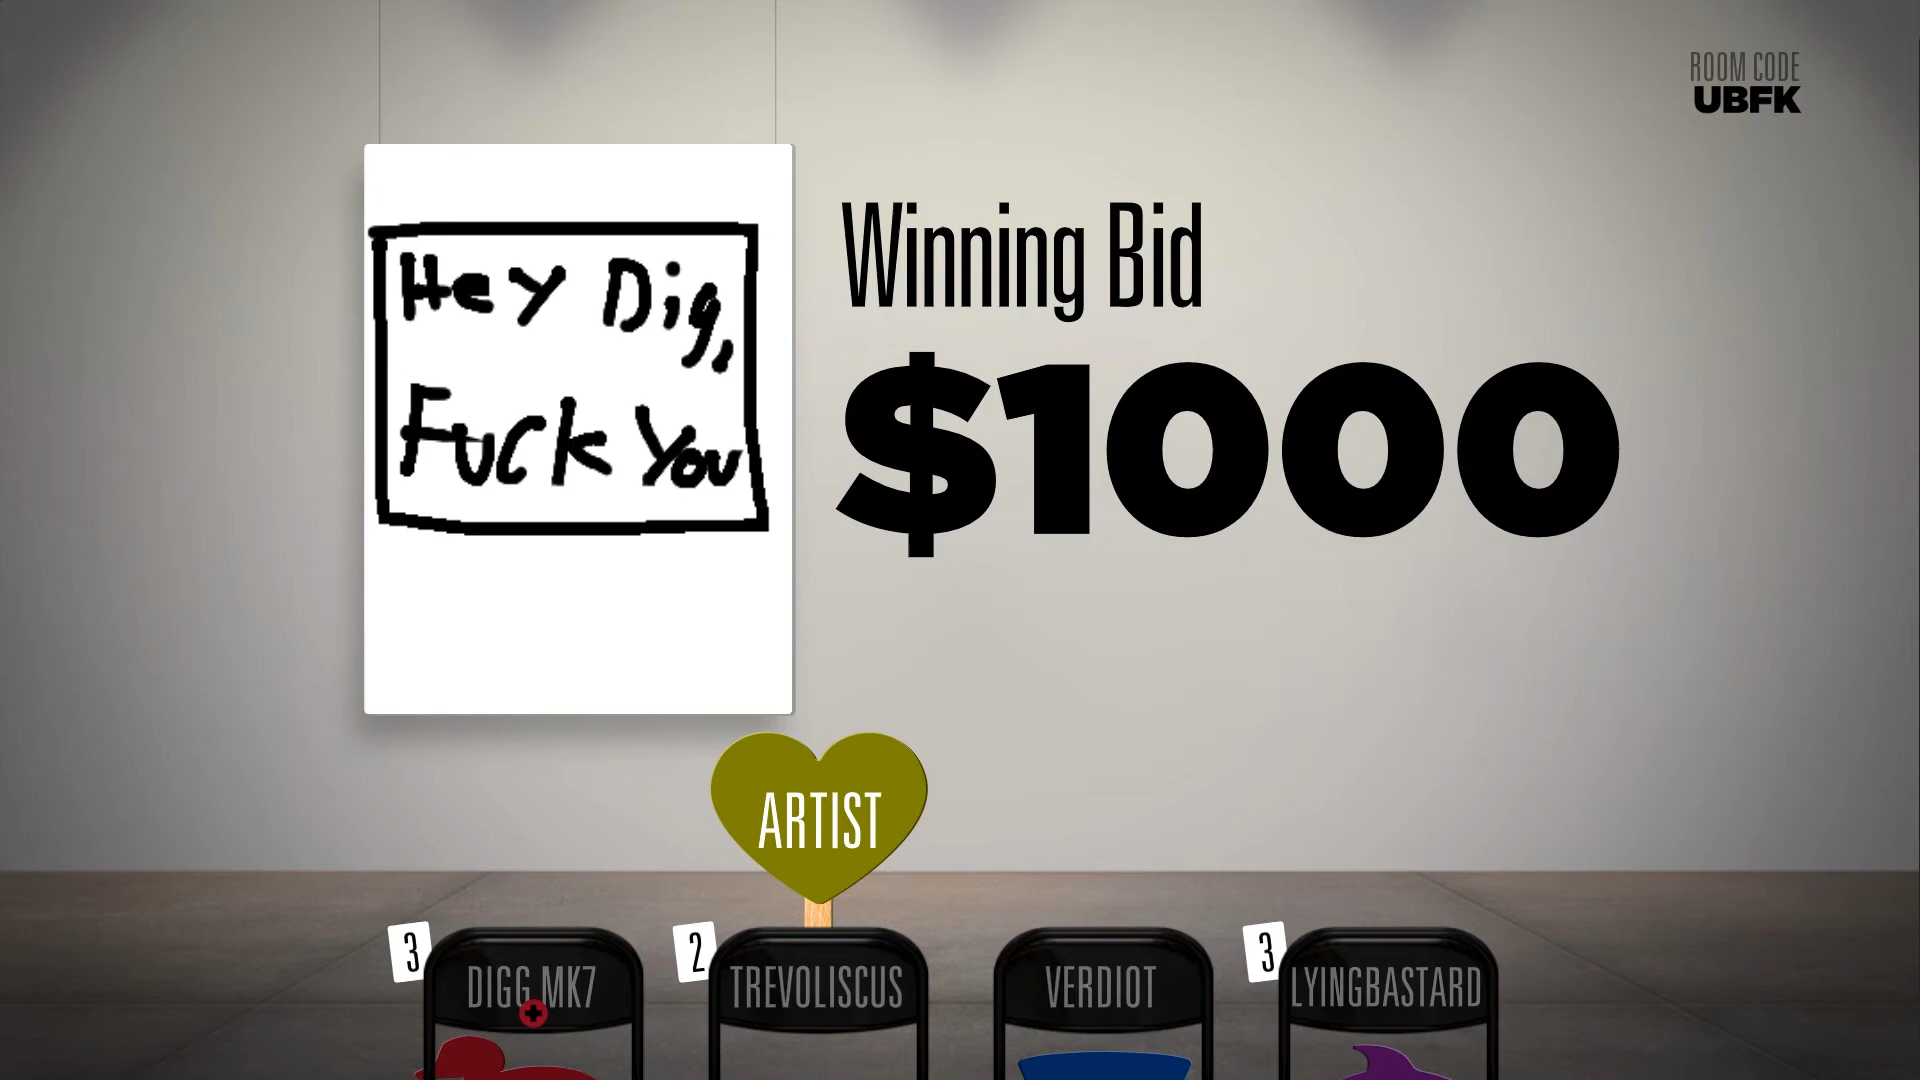 ROOM CODE
UBFK
Hey Dig,
Fuck You
Winning Bid
$1000
ARTIST
3
DIGG MK7
2
TREVOLISCUS
VERDIOT
3
LYINGBASTARD